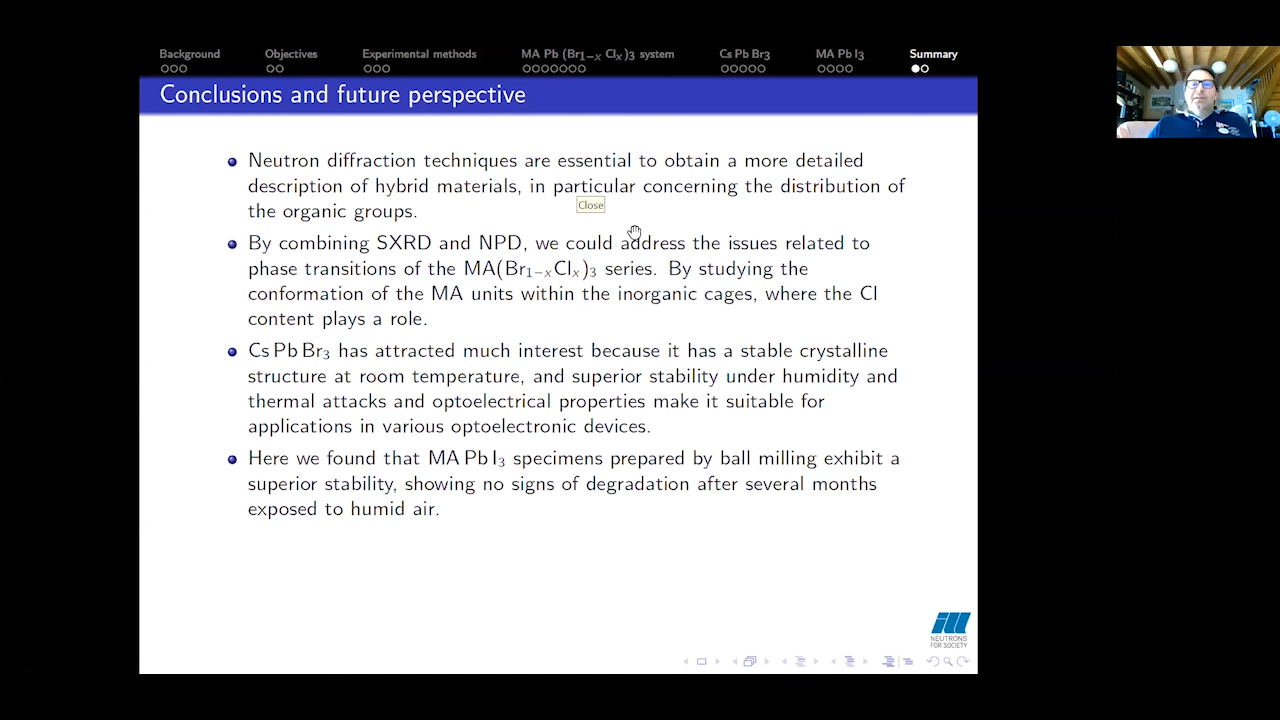 Background Objectives Experimental methods MA Pb (Br₁₋ₓ Clₓ)₃ system Cs Pb Br₃ MA Pb I₃ Summary
Conclusions and future perspective
Neutron diffraction techniques are essential to obtain a more detailed
description of hybrid materials, in particular concerning the distribution of
the organic groups.
Close
By combining SXRD and NPD, we could address the issues related to
phase transitions of the MA(Br₁₋ₓClₓ)₃ series. By studying the
conformation of the MA units within the inorganic cages, where the Cl
content plays a role.
Cs Pb Br₃ has attracted much interest because it has a stable crystalline
structure at room temperature, and superior stability under humidity and
thermal attacks and optoelectrical properties make it suitable for
applications in various optoelectronic devices.
Here we found that MA Pb I₃ specimens prepared by ball milling exhibit a
superior stability, showing no signs of degradation after several months
exposed to humid air.
NEUTRONS
FOR SOCIETY